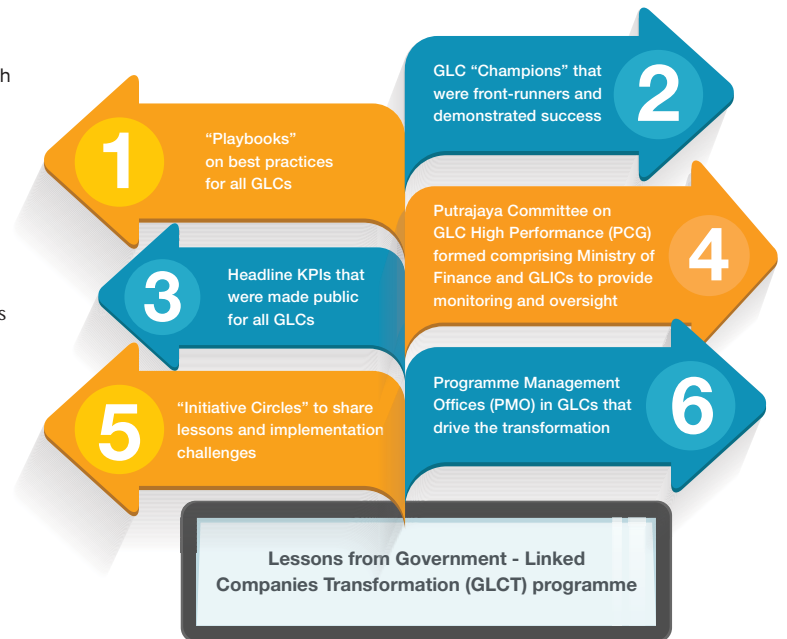 h
s
1
“Playbooks”
on best practices
for all GLCs
2
GLC “Champions” that
were front-runners and
demonstrated success
3
Headline KPIs that
were made public
for all GLCs
4
Putrajaya Committee on
GLC High Performance (PCG)
formed comprising Ministry of
Finance and GLICs to provide
monitoring and oversight
5
“Initiative Circles” to share
lessons and implementation
challenges
6
Programme Management
Offices (PMO) in GLCs that
drive the transformation
Lessons from Government - Linked
Companies Transformation (GLCT) programme